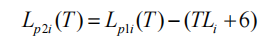 L_{p2i}(T) = L_{p1i}(T) − (TL_i + 6)